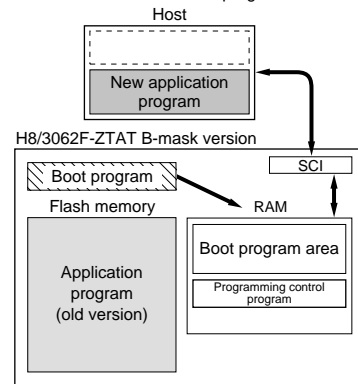 Host
New application
program
H8/3062F-ZTAT B-mask version
SCI
Boot program
Flash memory
RAM
Application
program
(old version)
Boot program area
Programming control
program